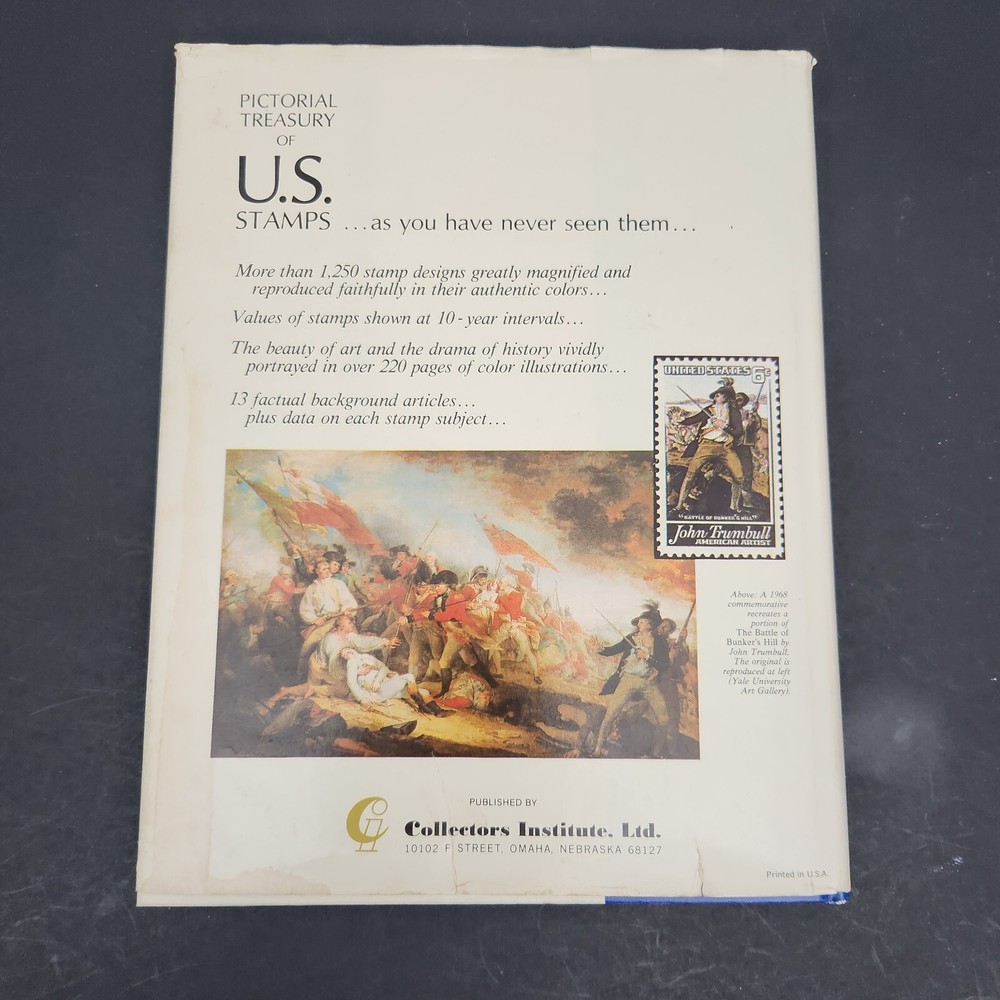 PICTORIAL
TREASURY
OF
U.S.
STAMPS ...as you have never seen them...
More than 1,250 stamp designs greatly magnified and
reproduced faithfully in their authentic colors...
Values of stamps shown at 10-year intervals...
The beauty of art and the drama of history vividly
portrayed in over 220 pages of color illustrations...
13 factual background articles...
plus data on each stamp subject...
UNITED STATES 6c
"BATTLE OF BUNKER'S HILL"
John Trumbull
AMERICAN ARTIST
Above: A 1968
commemorative
recreates a
portion of
The Battle of
Bunker's Hill by
John Trumbull.
The original is
reproduced at left
(Yale University
Art Gallery).
PUBLISHED BY
Collectors Institute, Ltd.
10102 F STREET, OMAHA, NEBRASKA 68127
Printed in U.S.A.